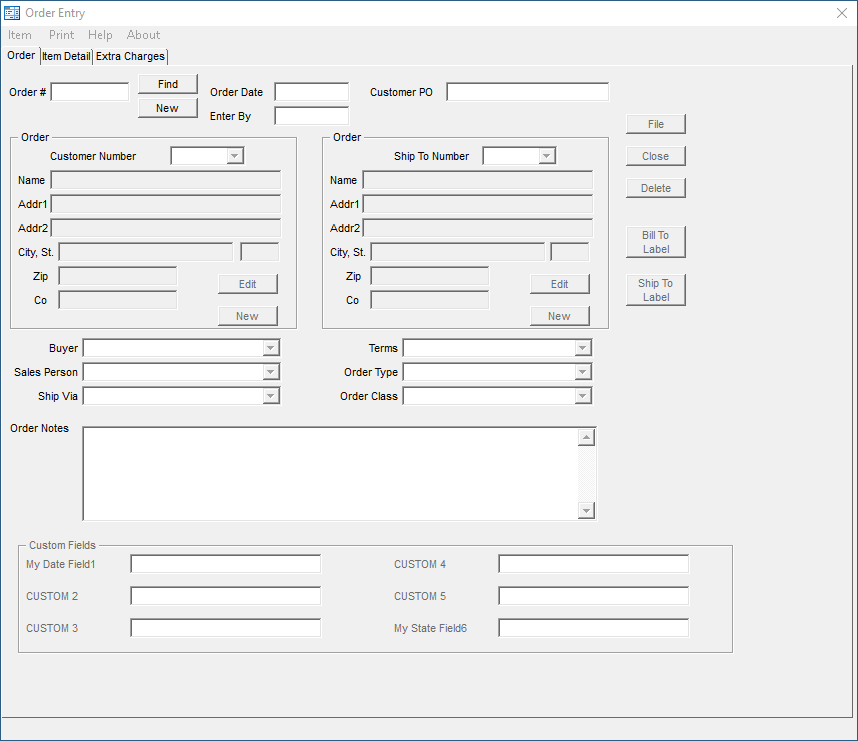 Order Entry
Item Print Help About
Order Item Detail Extra Charges
Order # Find Order Date Customer PO
New Enter By
File
Order Order
Customer Number Ship To Number Close
Name Name
Delete
Addr1 Addr1
Addr2 Addr2
Bill To
Label
City, St. City, St.
Zip Edit Zip Edit
Ship To
Label
Co Co
New New
Buyer Terms
Sales Person Order Type
Ship Via Order Class
Order Notes
Custom Fields
My Date Field1 CUSTOM 4
CUSTOM 2 CUSTOM 5
CUSTOM 3 My State Field6